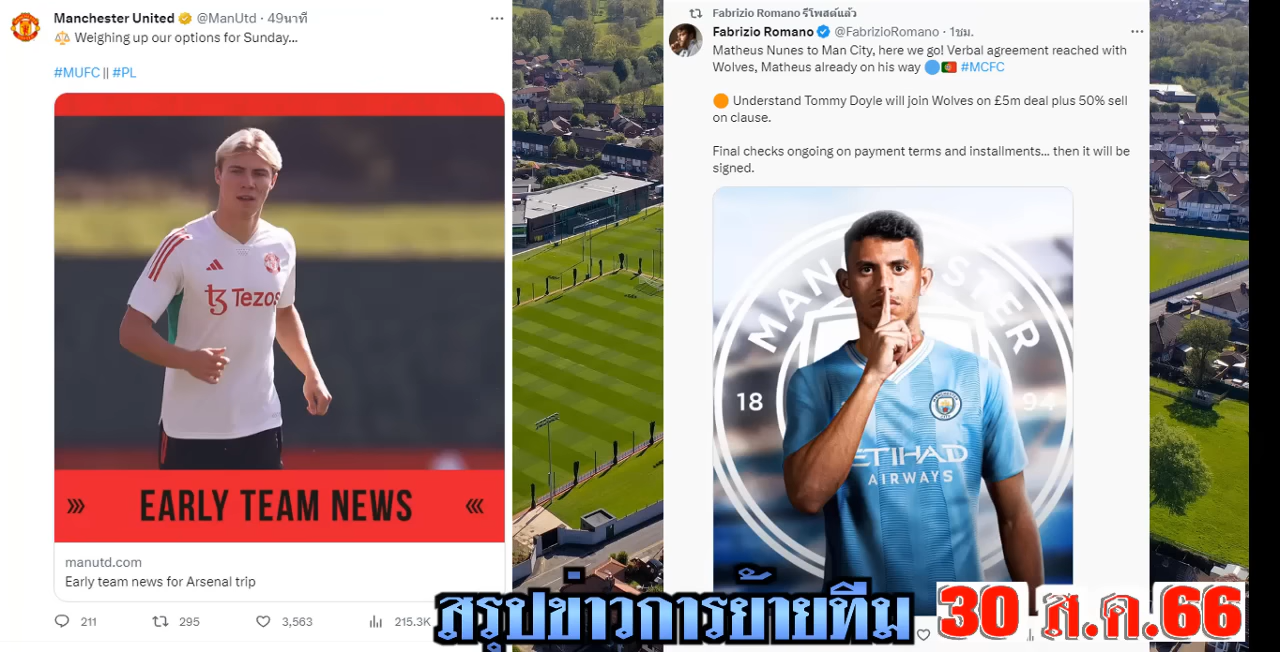 Manchester United @ManUtd · 49นาที
Weighing up our options for Sunday...
#MUFC || #PL
Tezos
EARLY TEAM NEWS
manutd.com
Early team news for Arsenal trip
211 295 3,563 215.3K
Fabrizio Romano รีโพสต์แล้ว
Fabrizio Romano @FabrizioRomano · 1ชม.
Matheus Nunes to Man City, here we go! Verbal agreement reached with
Wolves, Matheus already on his way #MCFC
Understand Tommy Doyle will join Wolves on £5m deal plus 50% sell
on clause.
Final checks ongoing on payment terms and installments... then it will be
signed.
MANCHESTER
18 94
ETIHAD
AIRWAYS
สรุปข่าวการย้ายทีม 30 ส.ค.66